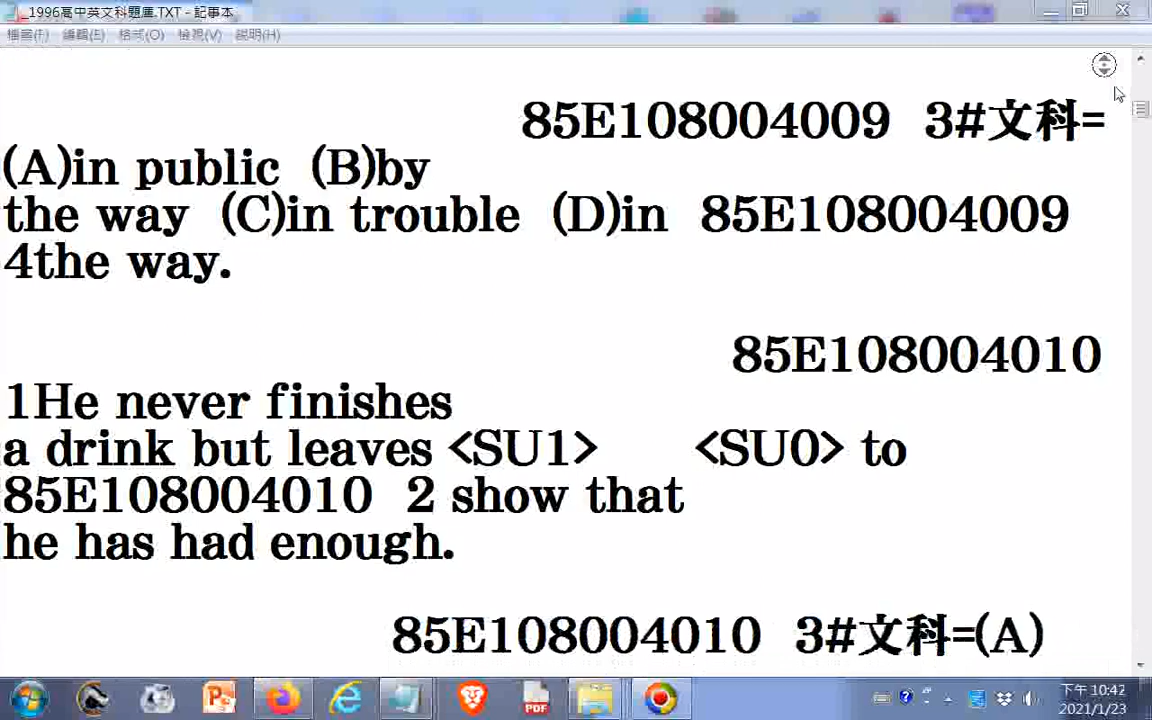 _1996高中英文科題庫.TXT - 記事本
檔案(F) 編輯(E) 格式(O) 檢視(V) 說明(H)
85E108004009 3#文科=
(A)in public (B)by
the way (C)in trouble (D)in 85E108004009
4the way.
85E108004010
1He never finishes
a drink but leaves <SU1> <SU0> to
85E108004010 2 show that
he has had enough.
85E108004010 3#文科=(A)
PDF
下午 10:42
2021/1/23